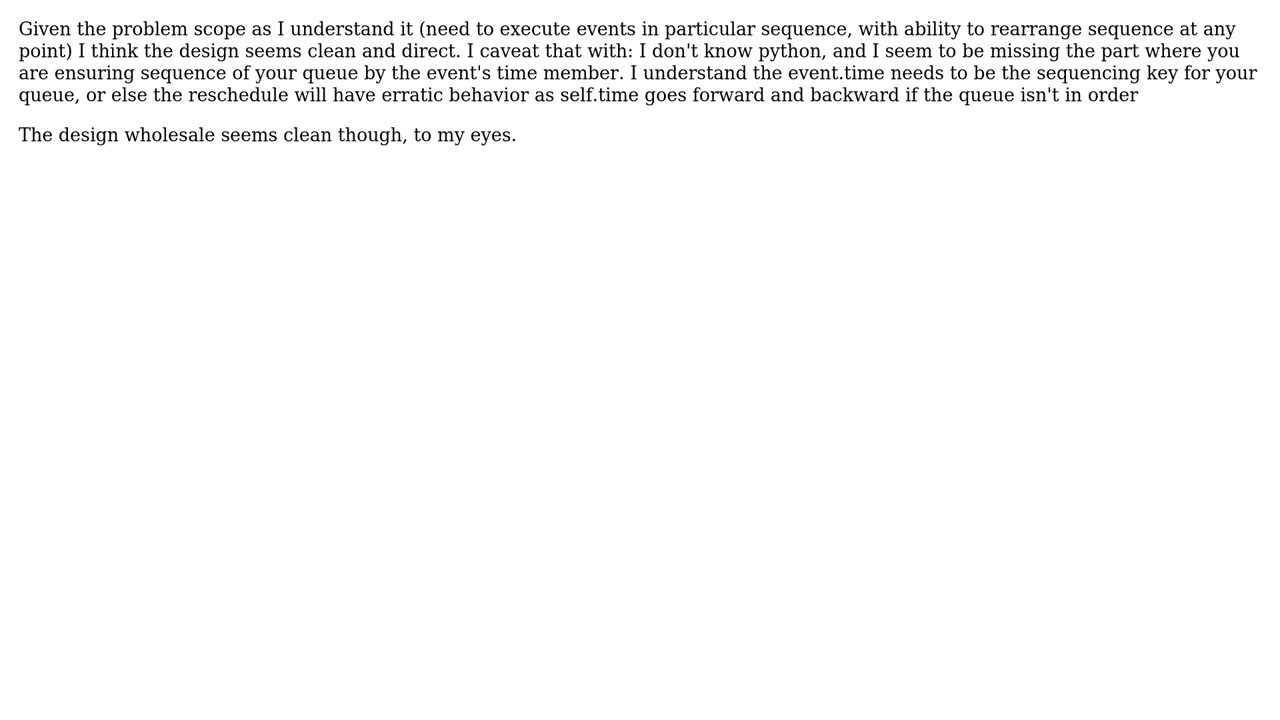 Given the problem scope as I understand it (need to execute events in particular sequence, with ability to rearrange sequence at any
point) I think the design seems clean and direct. I caveat that with: I don't know python, and I seem to be missing the part where you
are ensuring sequence of your queue by the event's time member. I understand the event.time needs to be the sequencing key for your
queue, or else the reschedule will have erratic behavior as self.time goes forward and backward if the queue isn't in order
The design wholesale seems clean though, to my eyes.